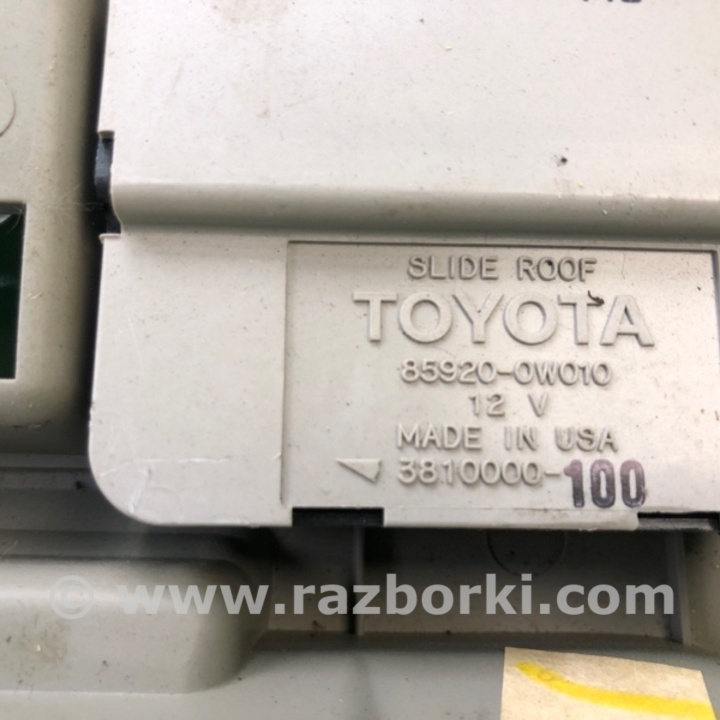 SLIDE ROOF
TOYOTA
85920-0W010
12 V
MADE IN USA
3810000-100
© www.razborki.com